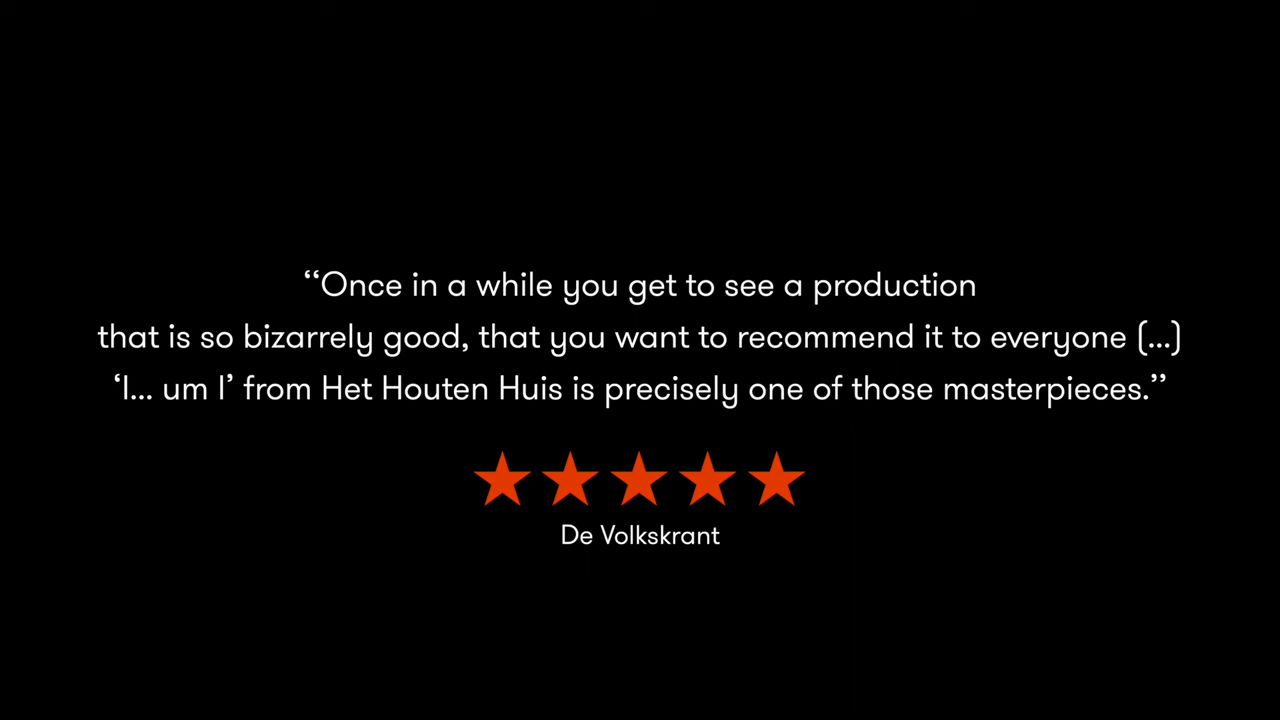 “Once in a while you get to see a production
that is so bizarrely good, that you want to recommend it to everyone (...)
‘I... um I’ from Het Houten Huis is precisely one of those masterpieces.”
De Volkskrant